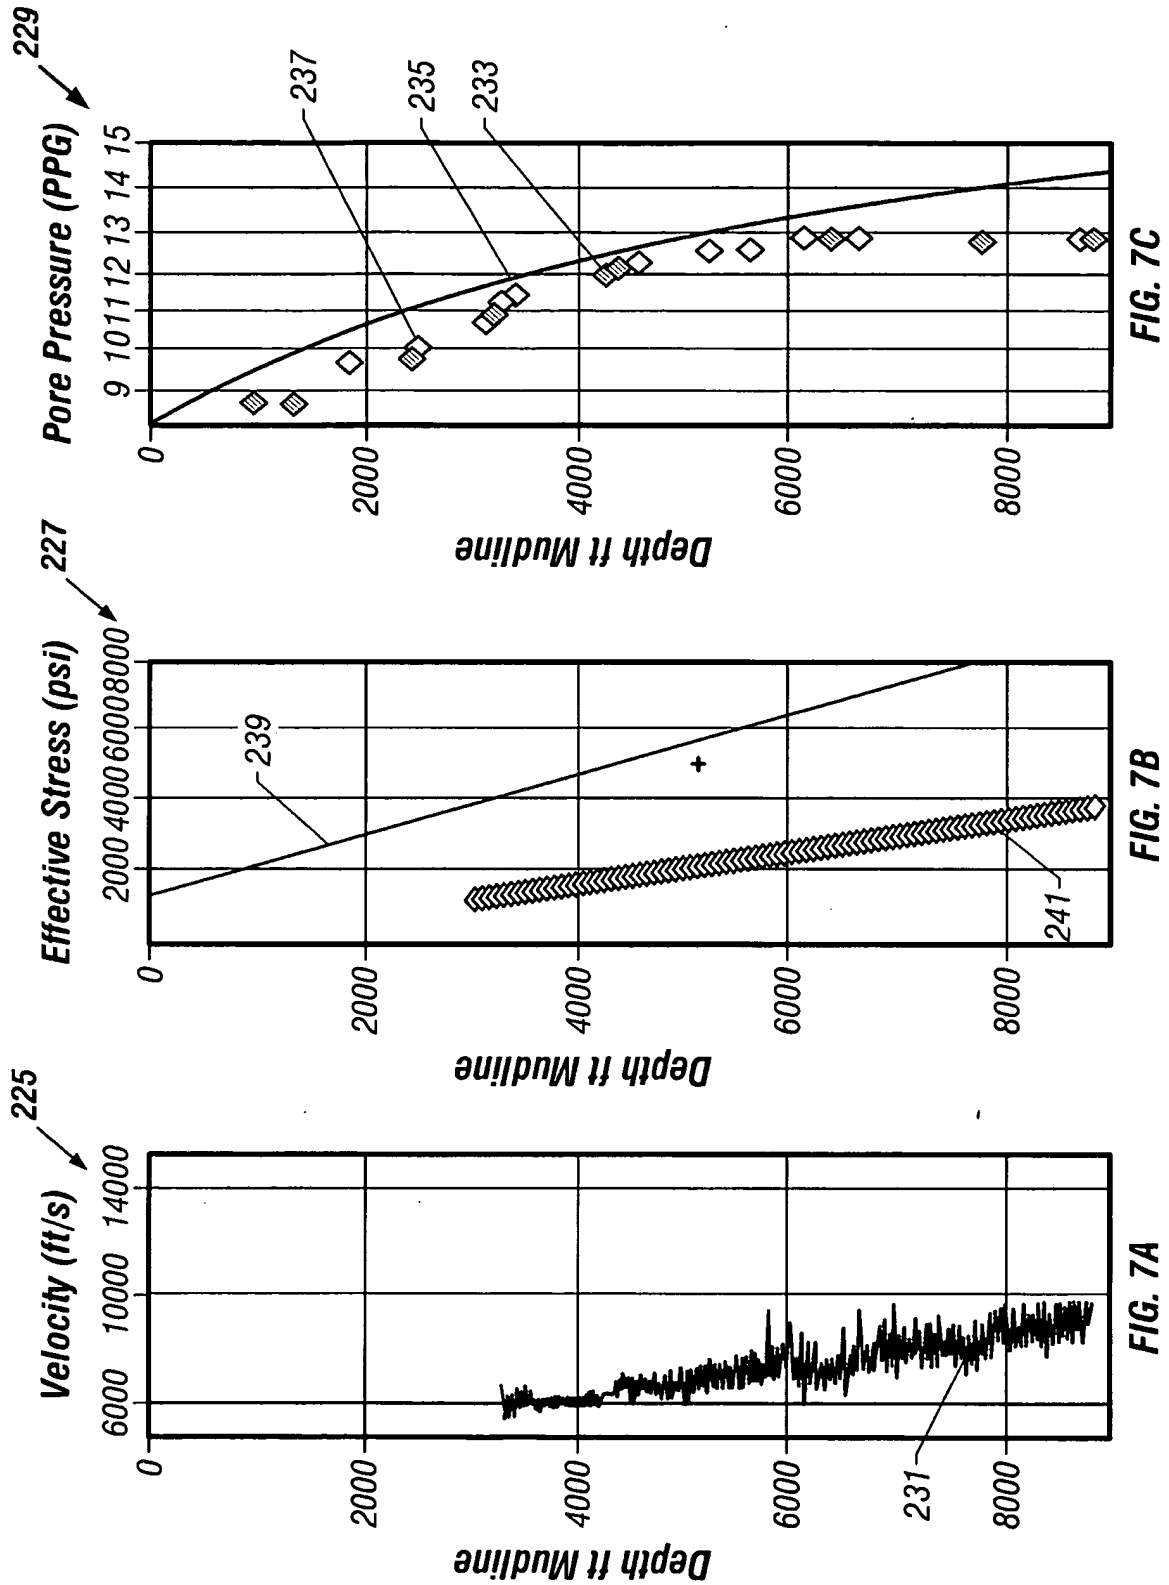 225
Velocity (ft/s)
6000 10000 14000
Depth ft Mudline
0
2000
4000
6000
8000
231
FIG. 7A
227
Effective Stress (psi)
2000 4000 6000 8000
Depth ft Mudline
0
2000
4000
6000
8000
239
241
FIG. 7B
229
Pore Pressure (PPG)
9 10 11 12 13 14 15
Depth ft Mudline
0
2000
4000
6000
8000
237
235
233
FIG. 7C